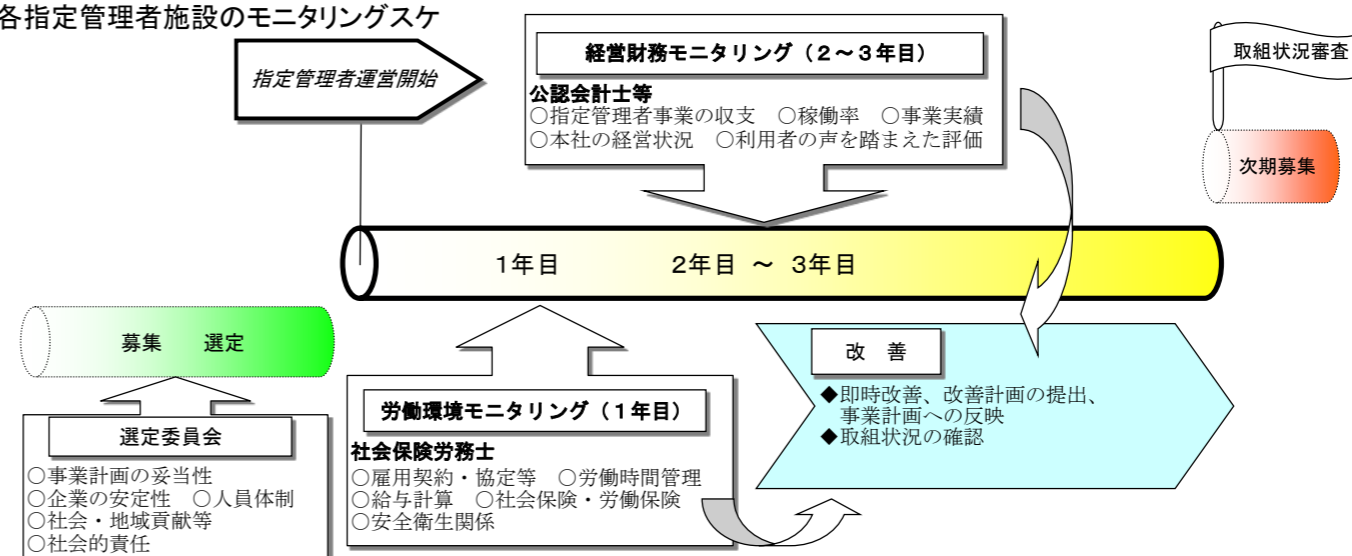 各指定管理者施設のモニタリングスケ
指定管理者運営開始
経営財務モニタリング（２～３年目）
公認会計士等
○指定管理者事業の収支　○稼働率　○事業実績
○本社の経営状況　○利用者の声を踏まえた評価
取組状況審査
次期募集
1年目　2年目 ～ 3年目
募集　選定
選定委員会
○事業計画の妥当性
○企業の安定性　○人員体制
○社会・地域貢献等
○社会的責任
労働環境モニタリング（１年目）
社会保険労務士
○雇用契約・協定等　○労働時間管理
○給与計算　○社会保険・労働保険
○安全衛生関係
改　善
◆即時改善、改善計画の提出、
事業計画への反映
◆取組状況の確認